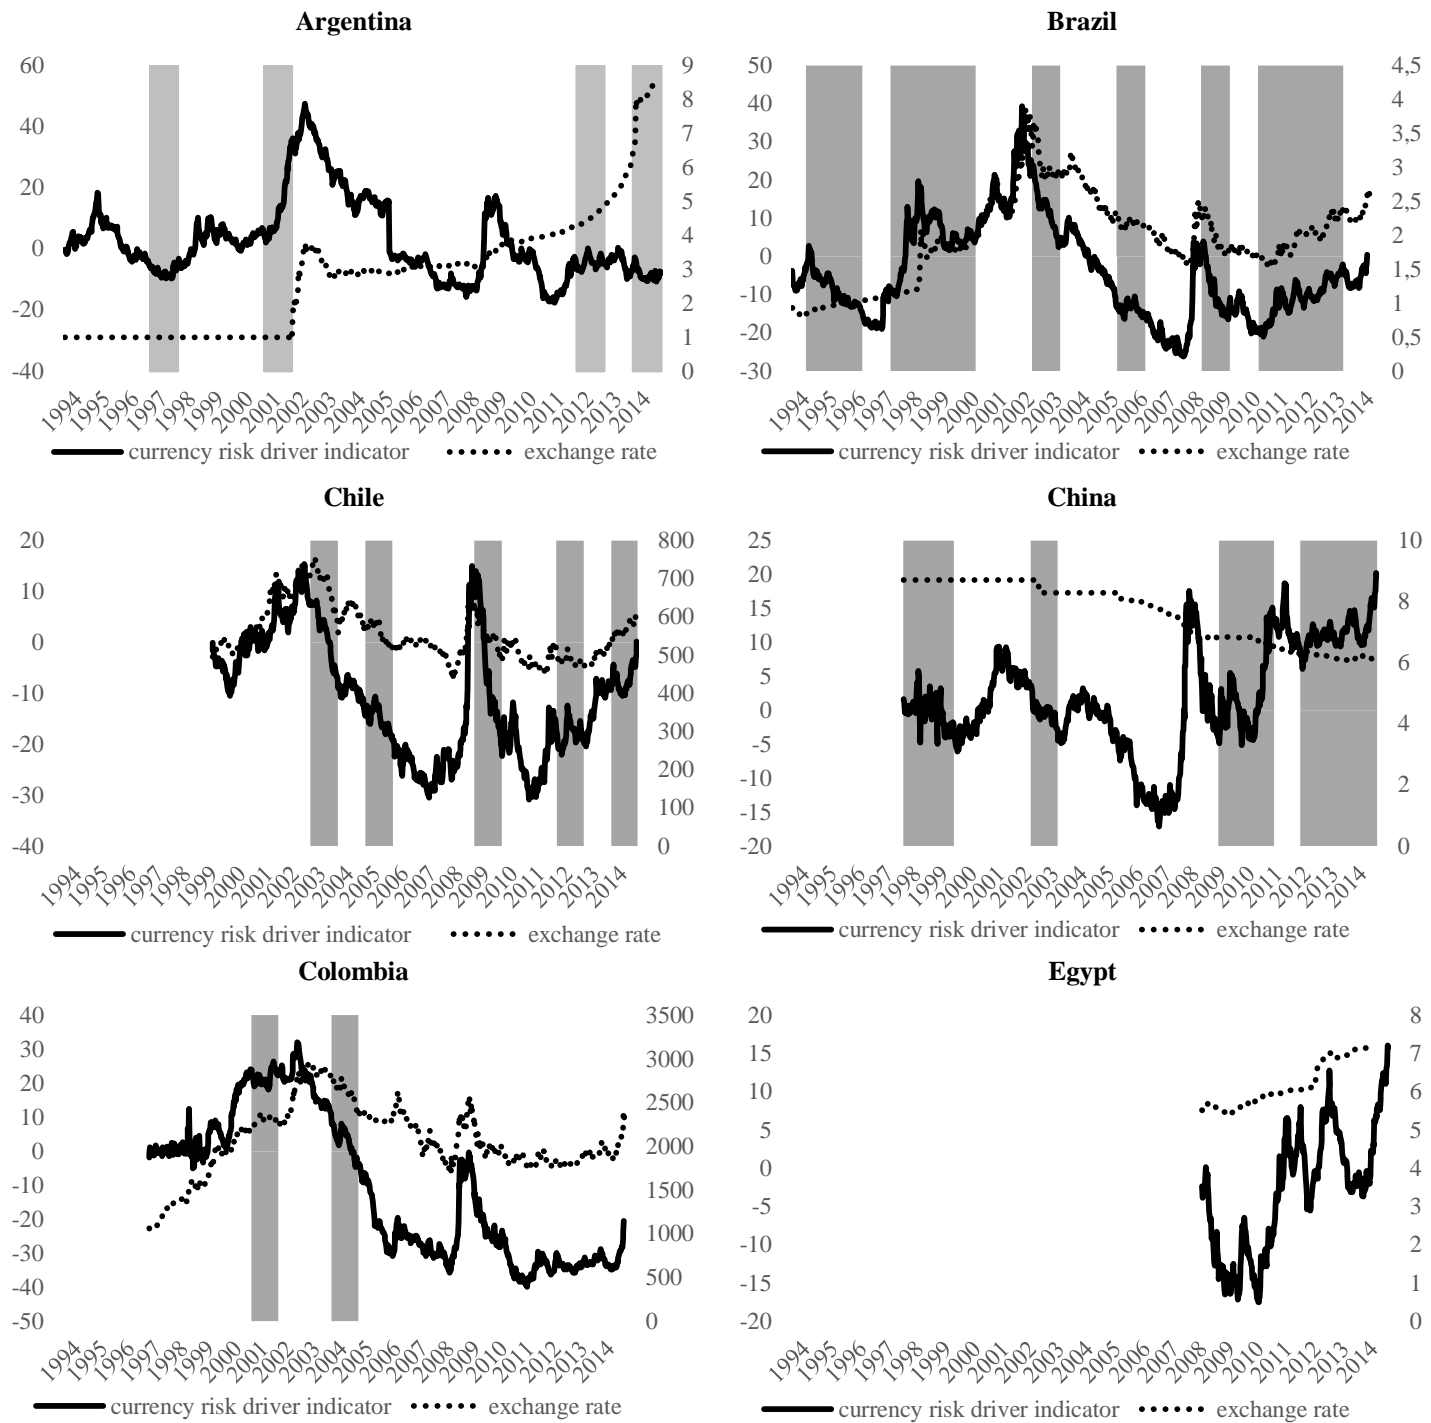 Argentina
60 40 20 0 -20 -40
9 8 7 6 5 4 3 2 1 0
1994 1995 1996 1997 1998 1999 2000 2001 2002 2003 2004 2005 2006 2007 2008 2009 2010 2011 2012 2013 2014
currency risk driver indicator exchange rate
Brazil
50 40 30 20 10 0 -10 -20 -30
4,5 4 3,5 3 2,5 2 1,5 1 0,5 0
1994 1995 1996 1997 1998 1999 2000 2001 2002 2003 2004 2005 2006 2007 2008 2009 2010 2011 2012 2013 2014
currency risk driver indicator exchange rate
Chile
20 10 0 -10 -20 -30 -40
800 700 600 500 400 300 200 100 0
1994 1995 1996 1997 1998 1999 2000 2001 2002 2003 2004 2005 2006 2007 2008 2009 2010 2011 2012 2013 2014
currency risk driver indicator exchange rate
China
25 20 15 10 5 0 -5 -10 -15 -20
10 8 6 4 2 0
1994 1995 1996 1997 1998 1999 2000 2001 2002 2003 2004 2005 2006 2007 2008 2009 2010 2011 2012 2013 2014
currency risk driver indicator exchange rate
Colombia
40 30 20 10 0 -10 -20 -30 -40 -50
3500 3000 2500 2000 1500 1000 500 0
1994 1995 1996 1997 1998 1999 2000 2001 2002 2003 2004 2005 2006 2007 2008 2009 2010 2011 2012 2013 2014
currency risk driver indicator exchange rate
Egypt
20 15 10 5 0 -5 -10 -15 -20
8 7 6 5 4 3 2 1 0
1994 1995 1996 1997 1998 1999 2000 2001 2002 2003 2004 2005 2006 2007 2008 2009 2010 2011 2012 2013 2014
currency risk driver indicator exchange rate